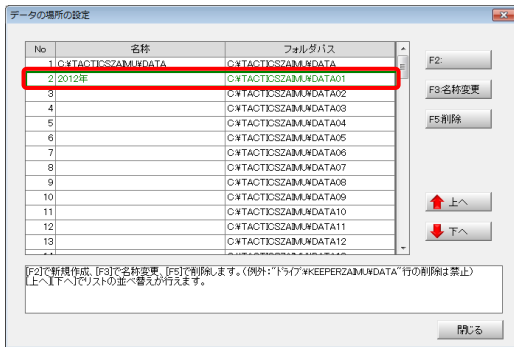 データの場所の設定
No 名称 フォルダパス
1 C:¥TACTICSZAIMU¥DATA C:¥TACTICSZAIMU¥DATA
2 2012年 C:¥TACTICSZAIMU¥DATA01
3 C:¥TACTICSZAIMU¥DATA02
4 C:¥TACTICSZAIMU¥DATA03
5 C:¥TACTICSZAIMU¥DATA04
6 C:¥TACTICSZAIMU¥DATA05
7 C:¥TACTICSZAIMU¥DATA06
8 C:¥TACTICSZAIMU¥DATA07
9 C:¥TACTICSZAIMU¥DATA08
10 C:¥TACTICSZAIMU¥DATA09
11 C:¥TACTICSZAIMU¥DATA10
12 C:¥TACTICSZAIMU¥DATA11
13 C:¥TACTICSZAIMU¥DATA12
F2:
F3:名称変更
F5:削除
上へ
下へ
[F2]で新規作成、[F3]で名称変更、[F5]で削除します。(例外:"ドライブ¥KEEPERZAIMU¥DATA"行の削除は禁止)
[上へ][下へ]でリストの並べ替えが行えます。
閉じる